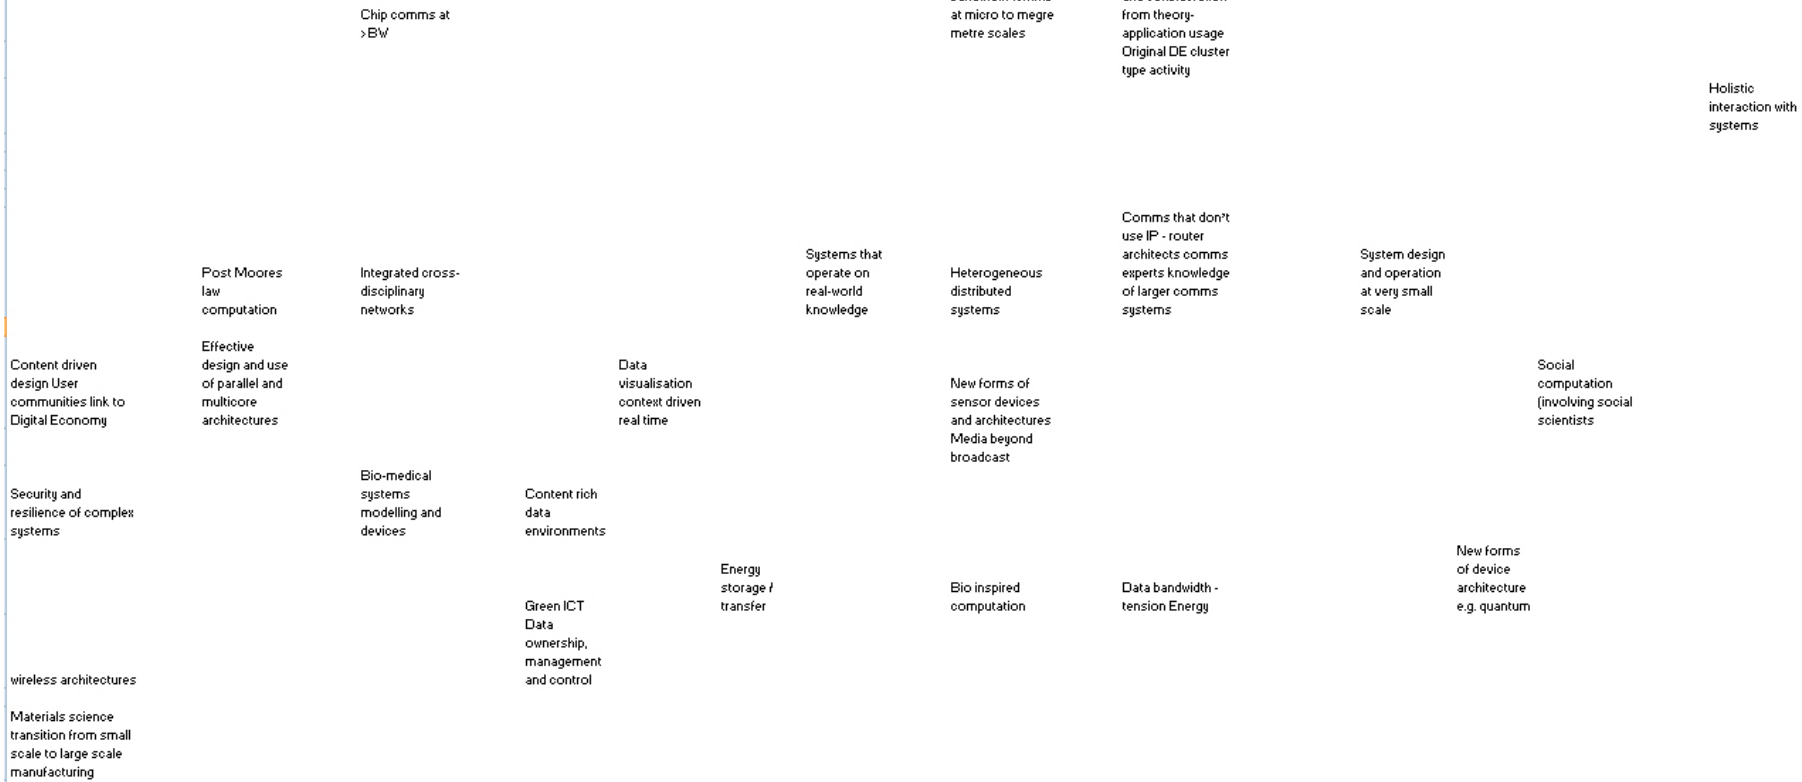 Chip comms at
>BW
at micro to megre
metre scales
from theory-
application usage
Original DE cluster
type activity
Holistic
interaction with
systems
Post Moores
law
computation
Integrated cross-
disciplinary
networks
Systems that
operate on
real-world
knowledge
Heterogeneous
distributed
systems
Comms that don't
use IP - router
architects comms
experts knowledge
of larger comms
systems
System design
and operation
at very small
scale
Content driven
design User
communities link to
Digital Economy
Effective
design and use
of parallel and
multicore
architectures
Data
visualisation
context driven
real time
New forms of
sensor devices
and architectures
Media beyond
broadcast
Social
computation
(involving social
scientists
Security and
resilience of complex
systems
Bio-medical
systems
modelling and
devices
Content rich
data
environments
Energy
storage /
transfer
Bio inspired
computation
Data bandwidth -
tension Energy
New forms
of device
architecture
e.g. quantum
Green ICT
Data
ownership,
management
and control
wireless architectures
Materials science
transition from small
scale to large scale
manufacturing